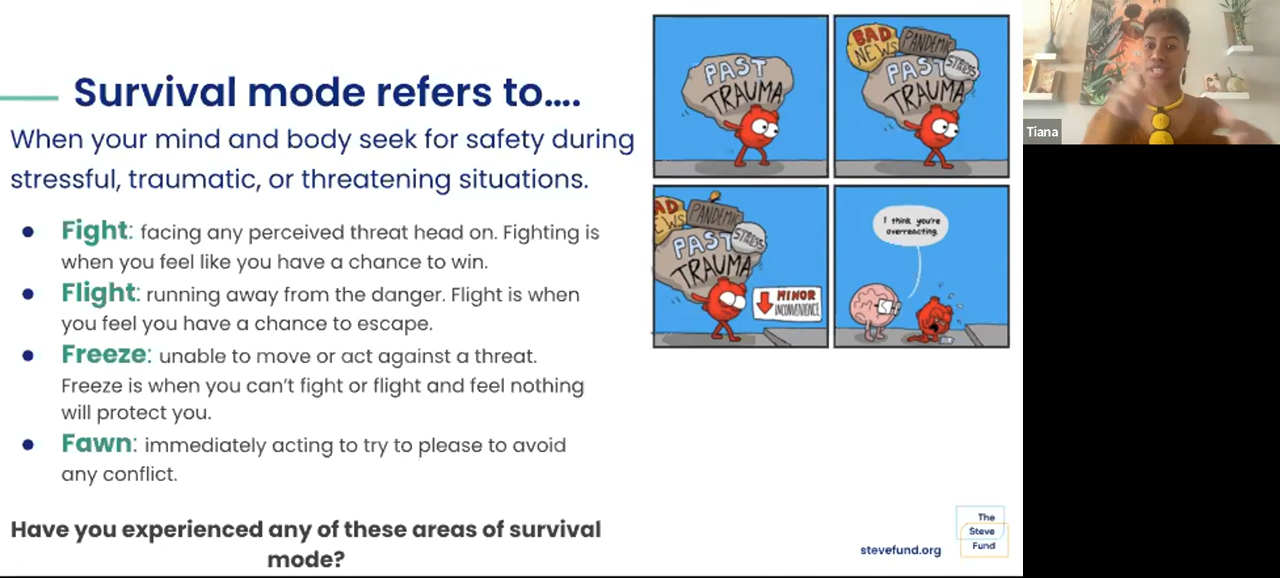 Survival mode refers to....
When your mind and body seek for safety during
stressful, traumatic, or threatening situations.
Fight: facing any perceived threat head on. Fighting is
when you feel like you have a chance to win.
Flight: running away from the danger. Flight is when
you feel you have a chance to escape.
Freeze: unable to move or act against a threat.
Freeze is when you can't fight or flight and feel nothing
will protect you.
Fawn: immediately acting to try to please to avoid
any conflict.
Have you experienced any of these areas of survival
mode?
PAST
TRAUMA
BAD
NEWS
PANDEMIC
STRESS
PAST
TRAUMA
AD
EWS
PANDEMIC
STRESS
PAST
TRAUMA
MINOR
INCONVENIENCE
I think you're
overreacting.
stevefund.org
The
Steve
Fund
Tiana